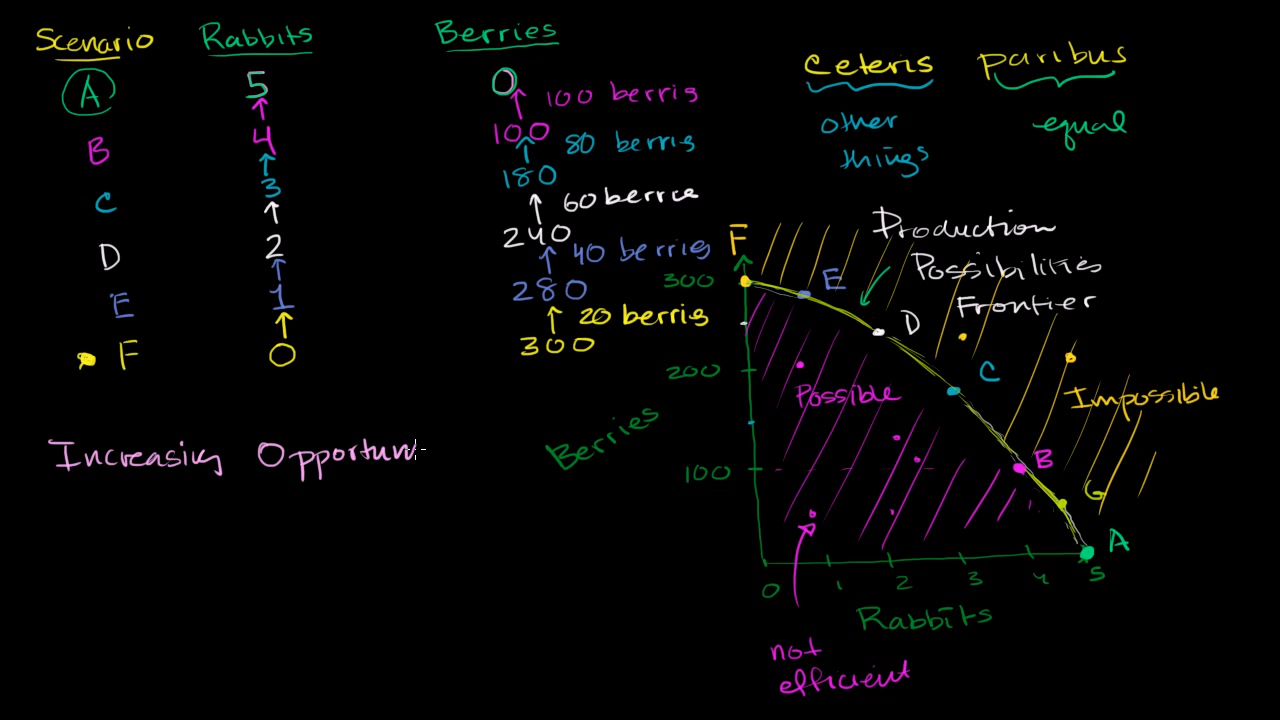 Scenario Rabbits Berries
A 5 0
100 berris
B 4 100
80 berris
C 3 180
60 berrie
D 2 240
40 berris
E 1 280
20 berris
F 0 300
Increasing Opportun
Ceteris paribus
other things
equal
Production
Possibilities
Frontier
F
E
D
C
B
G
A
300
200
100
Berries
Possible
Impossible
0 1 2 3 4 5
Rabbits
not
efficient